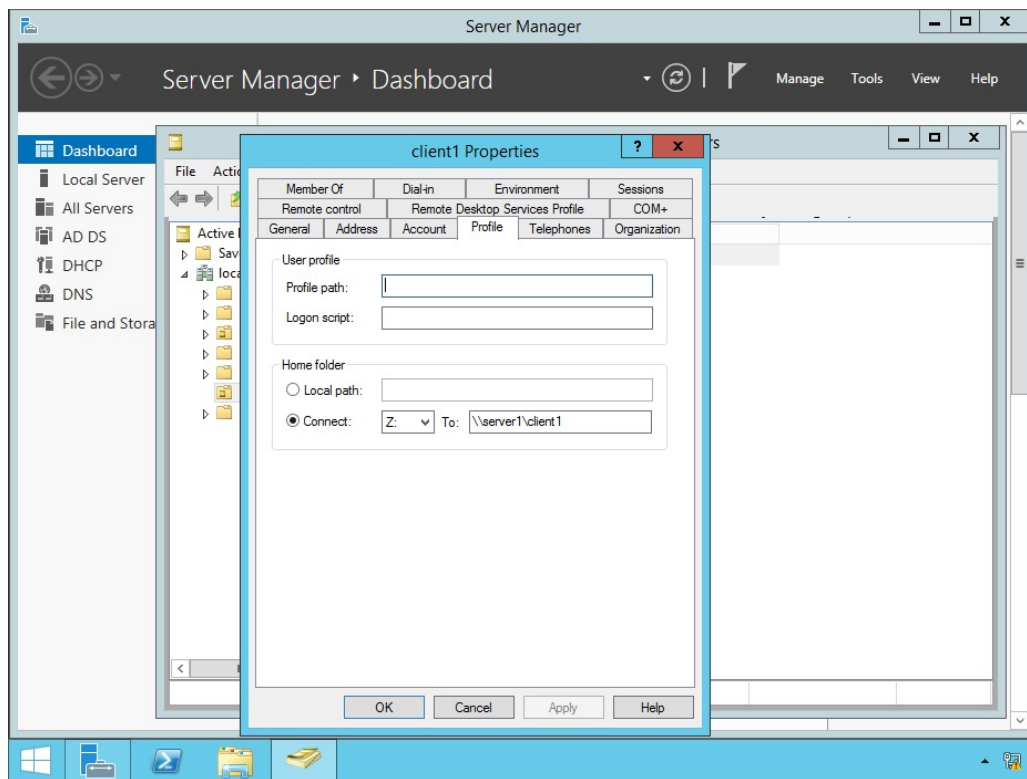 Server Manager
Server Manager ‣ Dashboard
Manage Tools View Help
Dashboard
Local Server
All Servers
AD DS
DHCP
DNS
File and Stora
rs
File Actio
Active
Sav
loca
client1 Properties
Member Of Dial-in Environment Sessions
Remote control Remote Desktop Services Profile COM+
General Address Account Profile Telephones Organization
User profile
Profile path:
Logon script:
Home folder
Local path:
Connect: Z: To: \\server1\client1
OK Cancel Apply Help